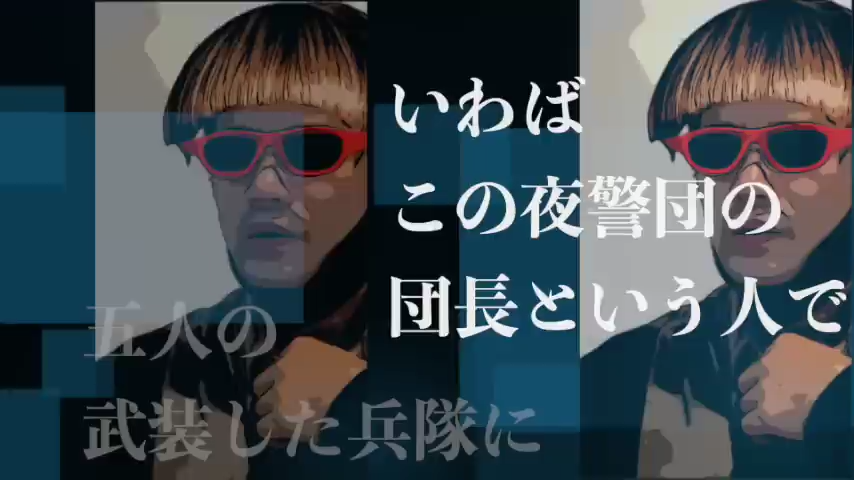 いわば
この夜警団の
団長という人で
五人の
武装した兵隊に